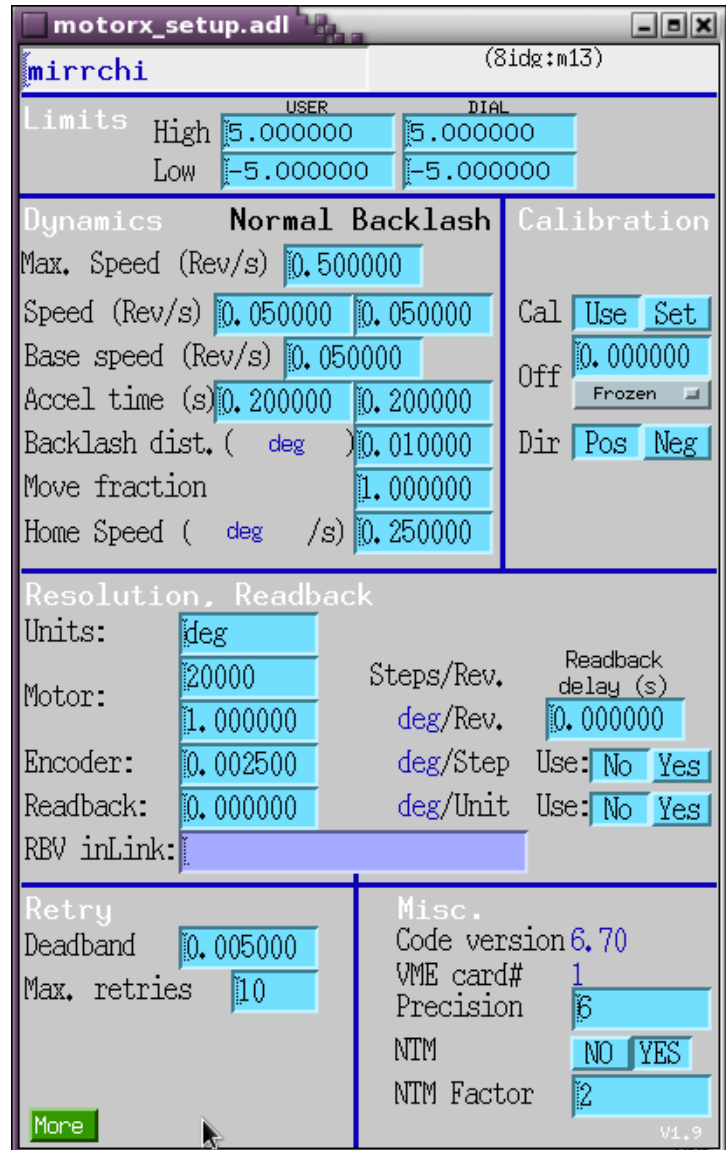 motorx_setup.adl
mirrchi (8idg:m13)
Limits USER DIAL
High 5.000000 5.000000
Low -5.000000 -5.000000
Dynamics Normal Backlash
Max. Speed (Rev/s) 0.500000
Speed (Rev/s) 0.050000 0.050000
Base speed (Rev/s) 0.050000
Accel time (s) 0.200000 0.200000
Backlash dist. ( deg ) 0.010000
Move fraction 1.000000
Home Speed ( deg /s) 0.250000
Calibration
Cal Use Set
Off 0.000000
Frozen
Dir Pos Neg
Resolution, Readback
Units: deg
Motor: 20000 Steps/Rev.
1.000000 deg/Rev.
Readback
delay (s)
0.000000
Encoder: 0.002500 deg/Step Use: No Yes
Readback: 0.000000 deg/Unit Use: No Yes
RBV inLink:
Retry
Deadband 0.005000
Max. retries 10
More
Misc.
Code version 6.70
VME card# 1
Precision 6
NTM NO YES
NTM Factor 2
V1.9